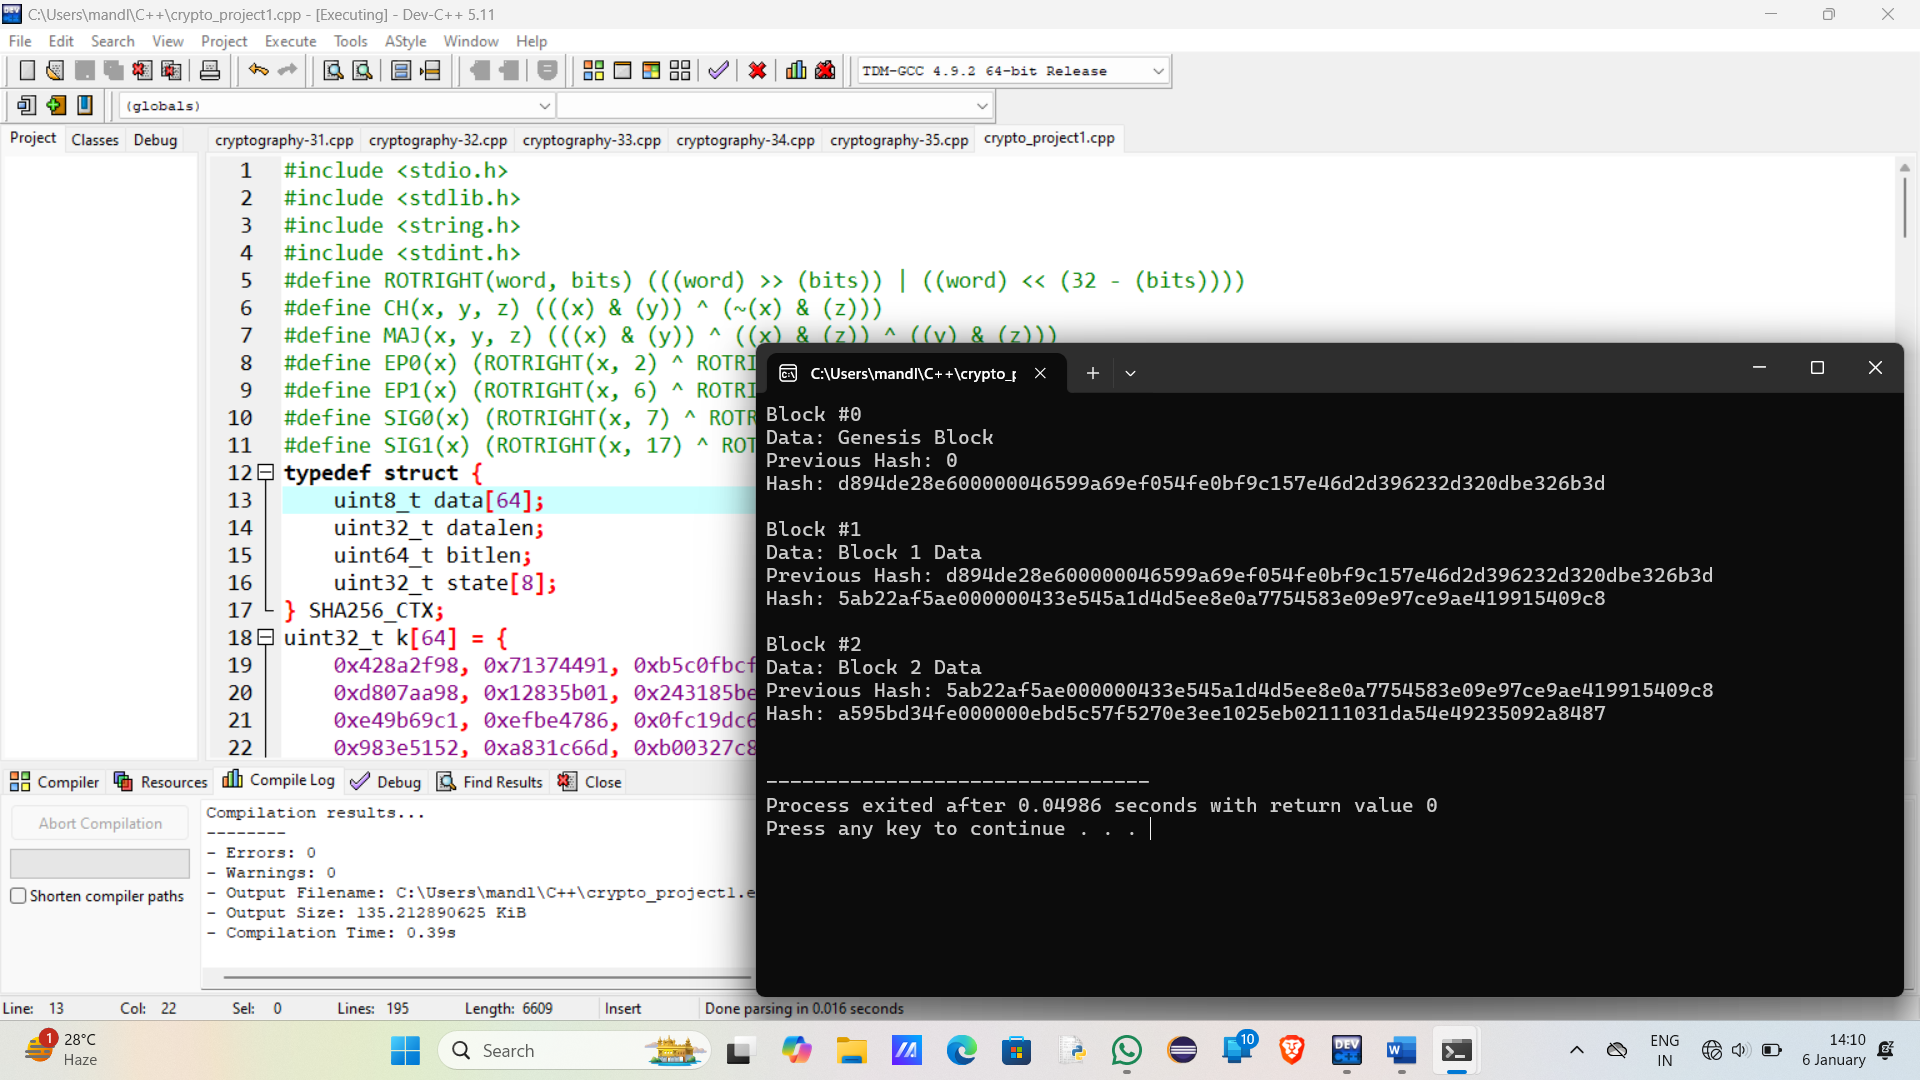 C:\Users\mandl\C++\crypto_project1.cpp - [Executing] - Dev-C++ 5.11
File Edit Search View Project Execute Tools AStyle Window Help
TDM-GCC 4.9.2 64-bit Release
(globals)
Project Classes Debug
cryptography-31.cpp cryptography-32.cpp cryptography-33.cpp cryptography-34.cpp cryptography-35.cpp crypto_project1.cpp
1 #include <stdio.h>
2 #include <stdlib.h>
3 #include <string.h>
4 #include <stdint.h>
5 #define ROTRIGHT(word, bits) (((word) >> (bits)) | ((word) << (32 - (bits))))
6 #define CH(x, y, z) (((x) & (y)) ^ (~(x) & (z)))
7 #define MAJ(x, y, z) (((x) & (y)) ^ ((x) & (z)) ^ ((y) & (z)))
8 #define EP0(x) (ROTRIGHT(x, 2) ^ ROTRI
9 #define EP1(x) (ROTRIGHT(x, 6) ^ ROTRI
10 #define SIG0(x) (ROTRIGHT(x, 7) ^ ROTR
11 #define SIG1(x) (ROTRIGHT(x, 17) ^ ROT
12 typedef struct {
13 uint8_t data[64];
14 uint32_t datalen;
15 uint64_t bitlen;
16 uint32_t state[8];
17 } SHA256_CTX;
18 uint32_t k[64] = {
19 0x428a2f98, 0x71374491, 0xb5c0fbcf
20 0xd807aa98, 0x12835b01, 0x243185be
21 0xe49b69c1, 0xefbe4786, 0x0fc19dc6
22 0x983e5152, 0xa831c66d, 0xb00327c8
C:\Users\mandl\C++\crypto_p
Block #0
Data: Genesis Block
Previous Hash: 0
Hash: d894de28e600000046599a69ef054fe0bf9c157e46d2d396232d320dbe326b3d
Block #1
Data: Block 1 Data
Previous Hash: d894de28e600000046599a69ef054fe0bf9c157e46d2d396232d320dbe326b3d
Hash: 5ab22af5ae000000433e545a1d4d5ee8e0a7754583e09e97ce9ae419915409c8
Block #2
Data: Block 2 Data
Previous Hash: 5ab22af5ae000000433e545a1d4d5ee8e0a7754583e09e97ce9ae419915409c8
Hash: a595bd34fe000000ebd5c57f5270e3ee1025eb02111031da54e49235092a8487
--------------------------------
Process exited after 0.04986 seconds with return value 0
Press any key to continue . . .
Compiler Resources Compile Log Debug Find Results Close
Abort Compilation
Shorten compiler paths
Compilation results...
--------
- Errors: 0
- Warnings: 0
- Output Filename: C:\Users\mandl\C++\crypto_project1.e
- Output Size: 135.212890625 KiB
- Compilation Time: 0.39s
Line: 13 Col: 22 Sel: 0 Lines: 195 Length: 6609 Insert Done parsing in 0.016 seconds
1
28°C
Haze
Search
10
DEV C++
W
ENG
IN
14:10
6 January